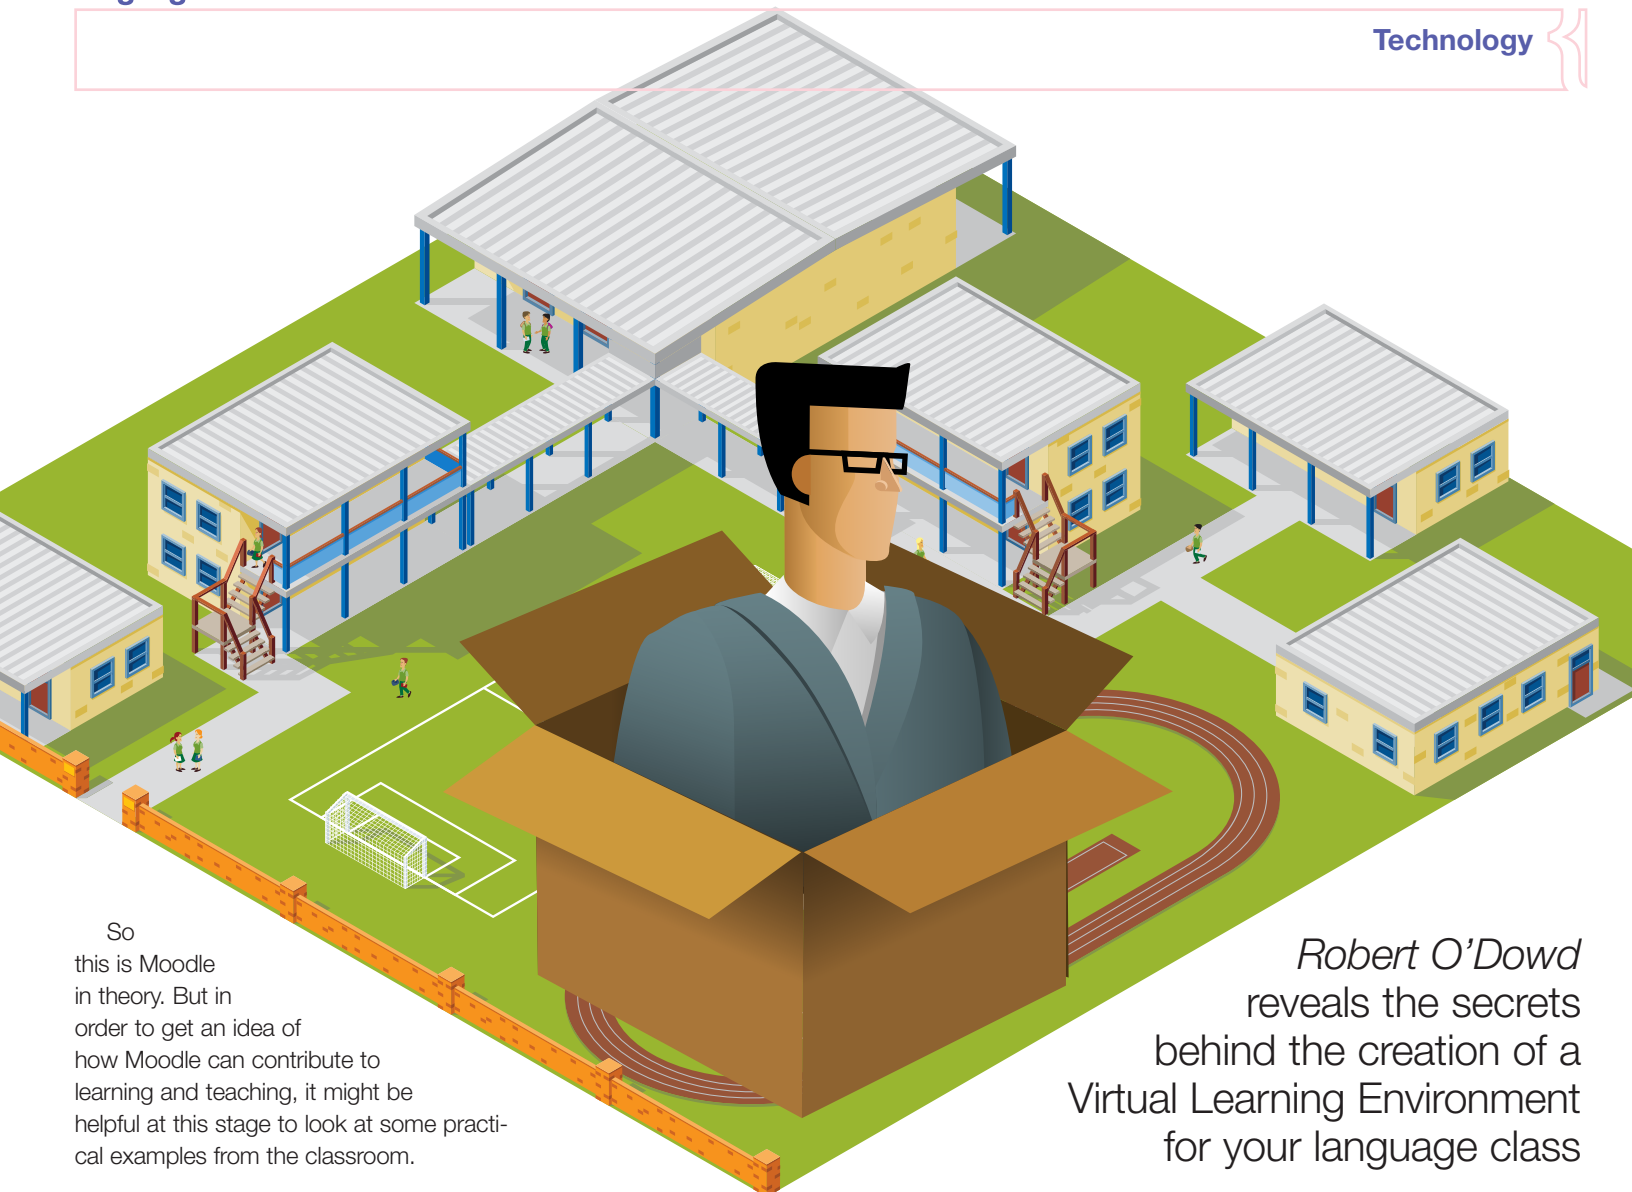 Technology
So
this is Moodle
in theory. But in
order to get an idea of
how Moodle can contribute to
learning and teaching, it might be
helpful at this stage to look at some practi-
cal examples from the classroom.
Robert O’Dowd
reveals the secrets
behind the creation of a
Virtual Learning Environment
for your language class